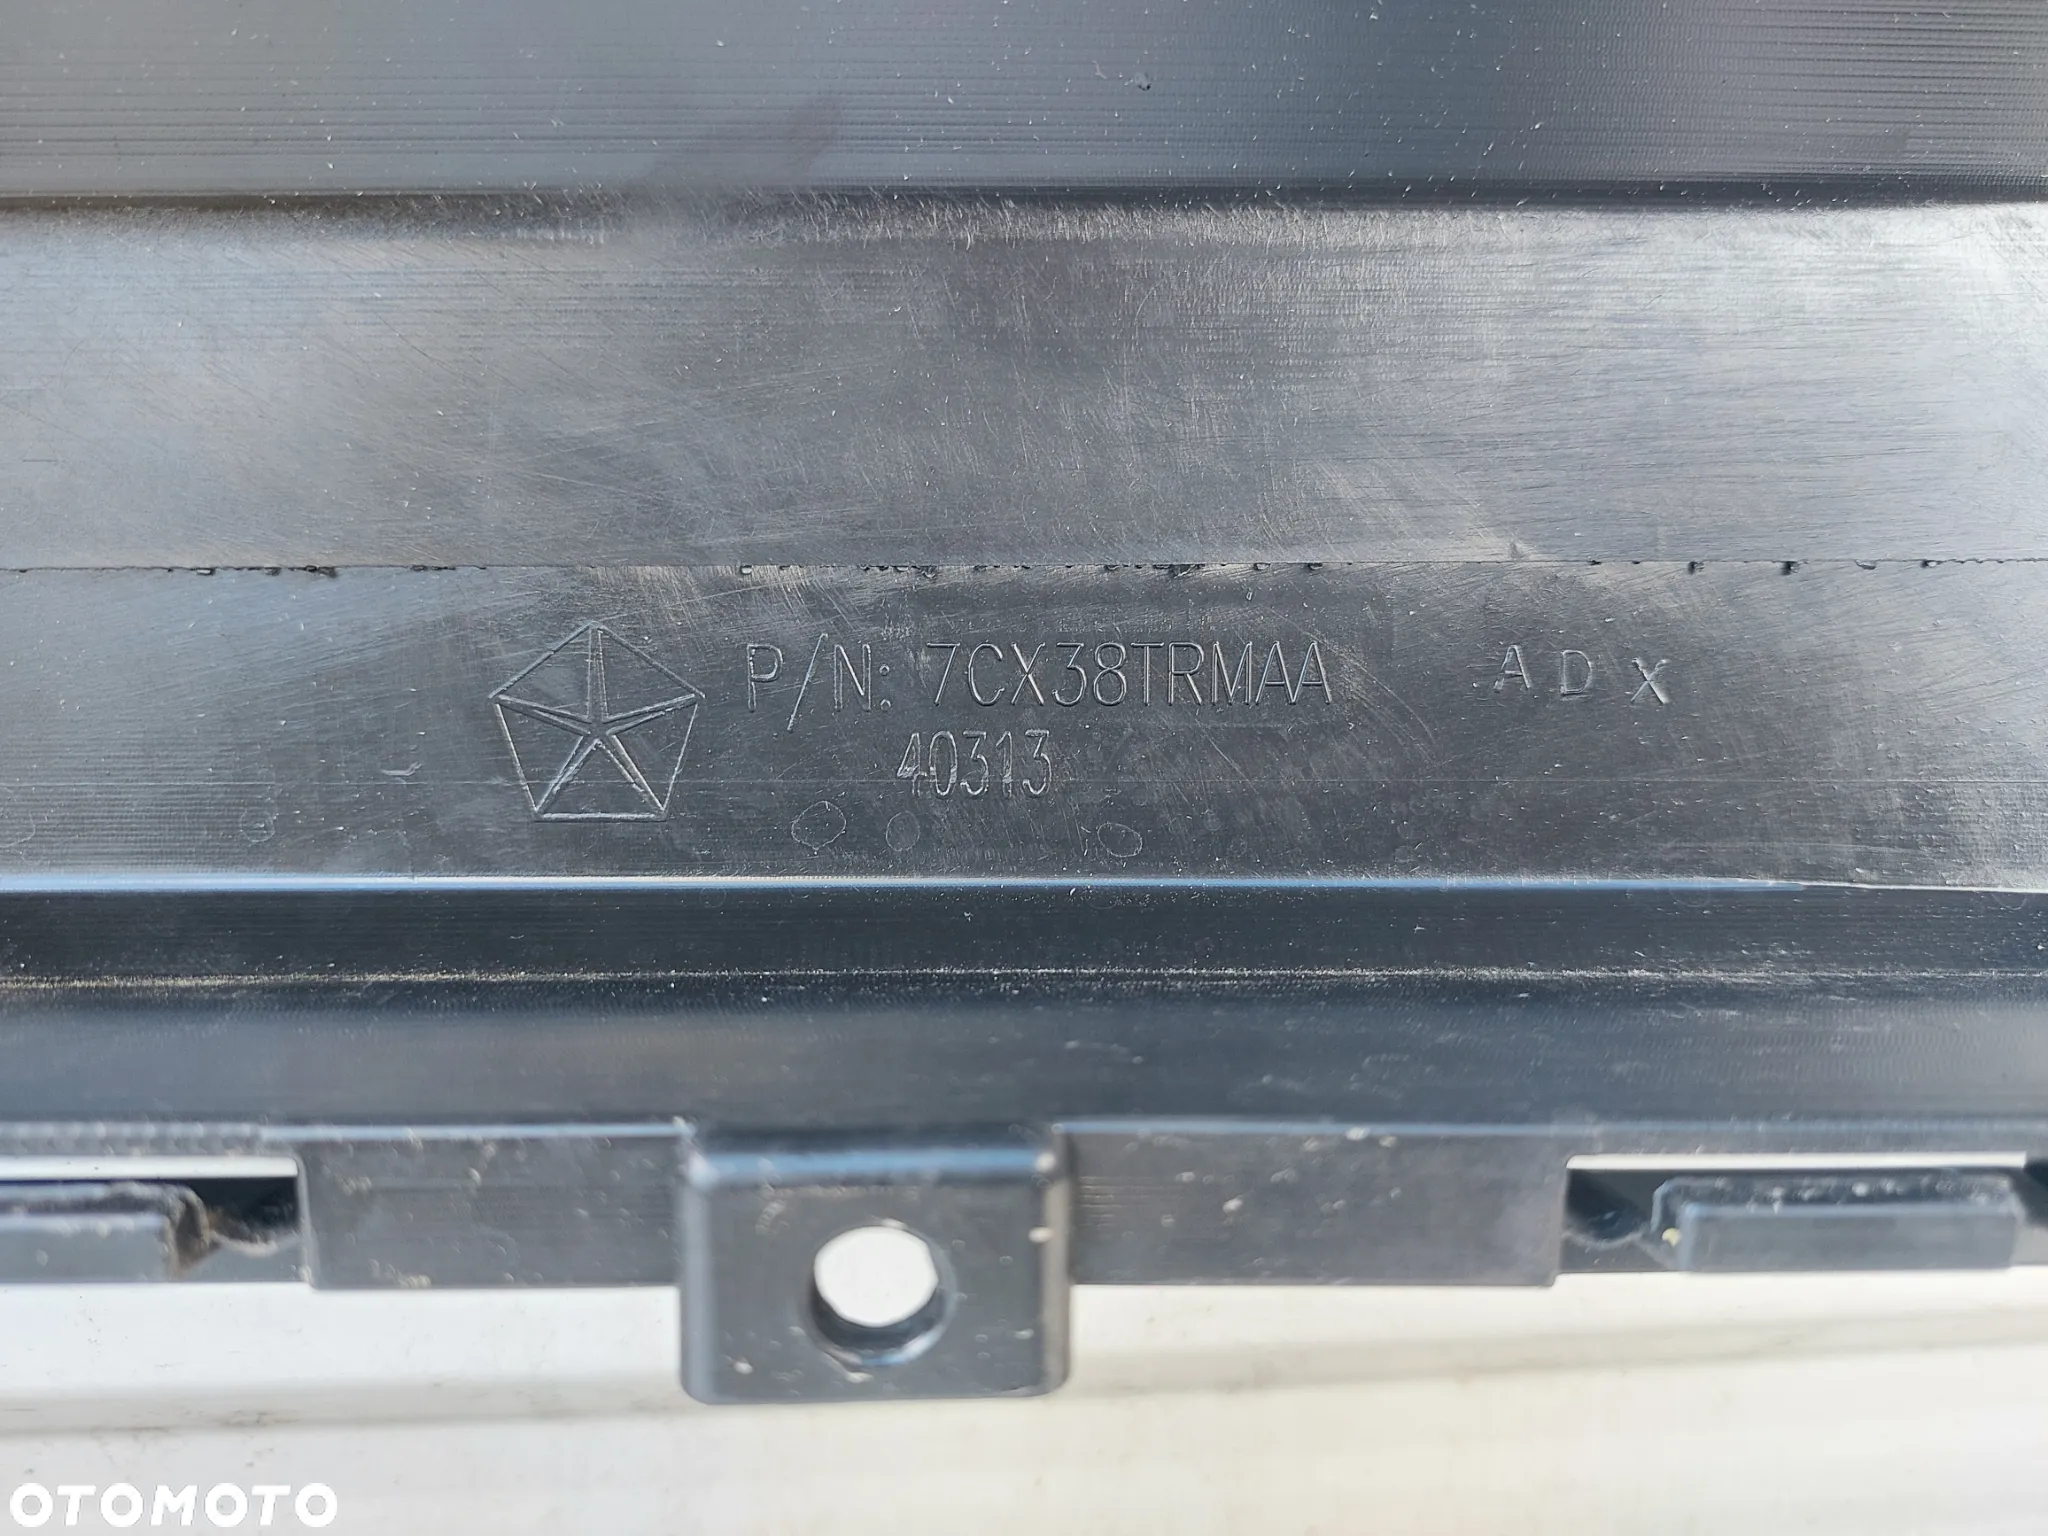 P/N: 7CX38TRMAA ADX
40313
OTOMOTO